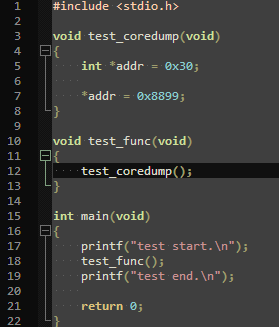 1 #include <stdio.h>
2
3 void test_coredump(void)
4 {
5     int *addr = 0x30;
6
7     *addr = 0x8899;
8 }
9
10 void test_func(void)
11 {
12     test_coredump();
13 }
14
15 int main(void)
16 {
17     printf("test start.\n");
18     test_func();
19     printf("test end.\n");
20
21     return 0;
22 }